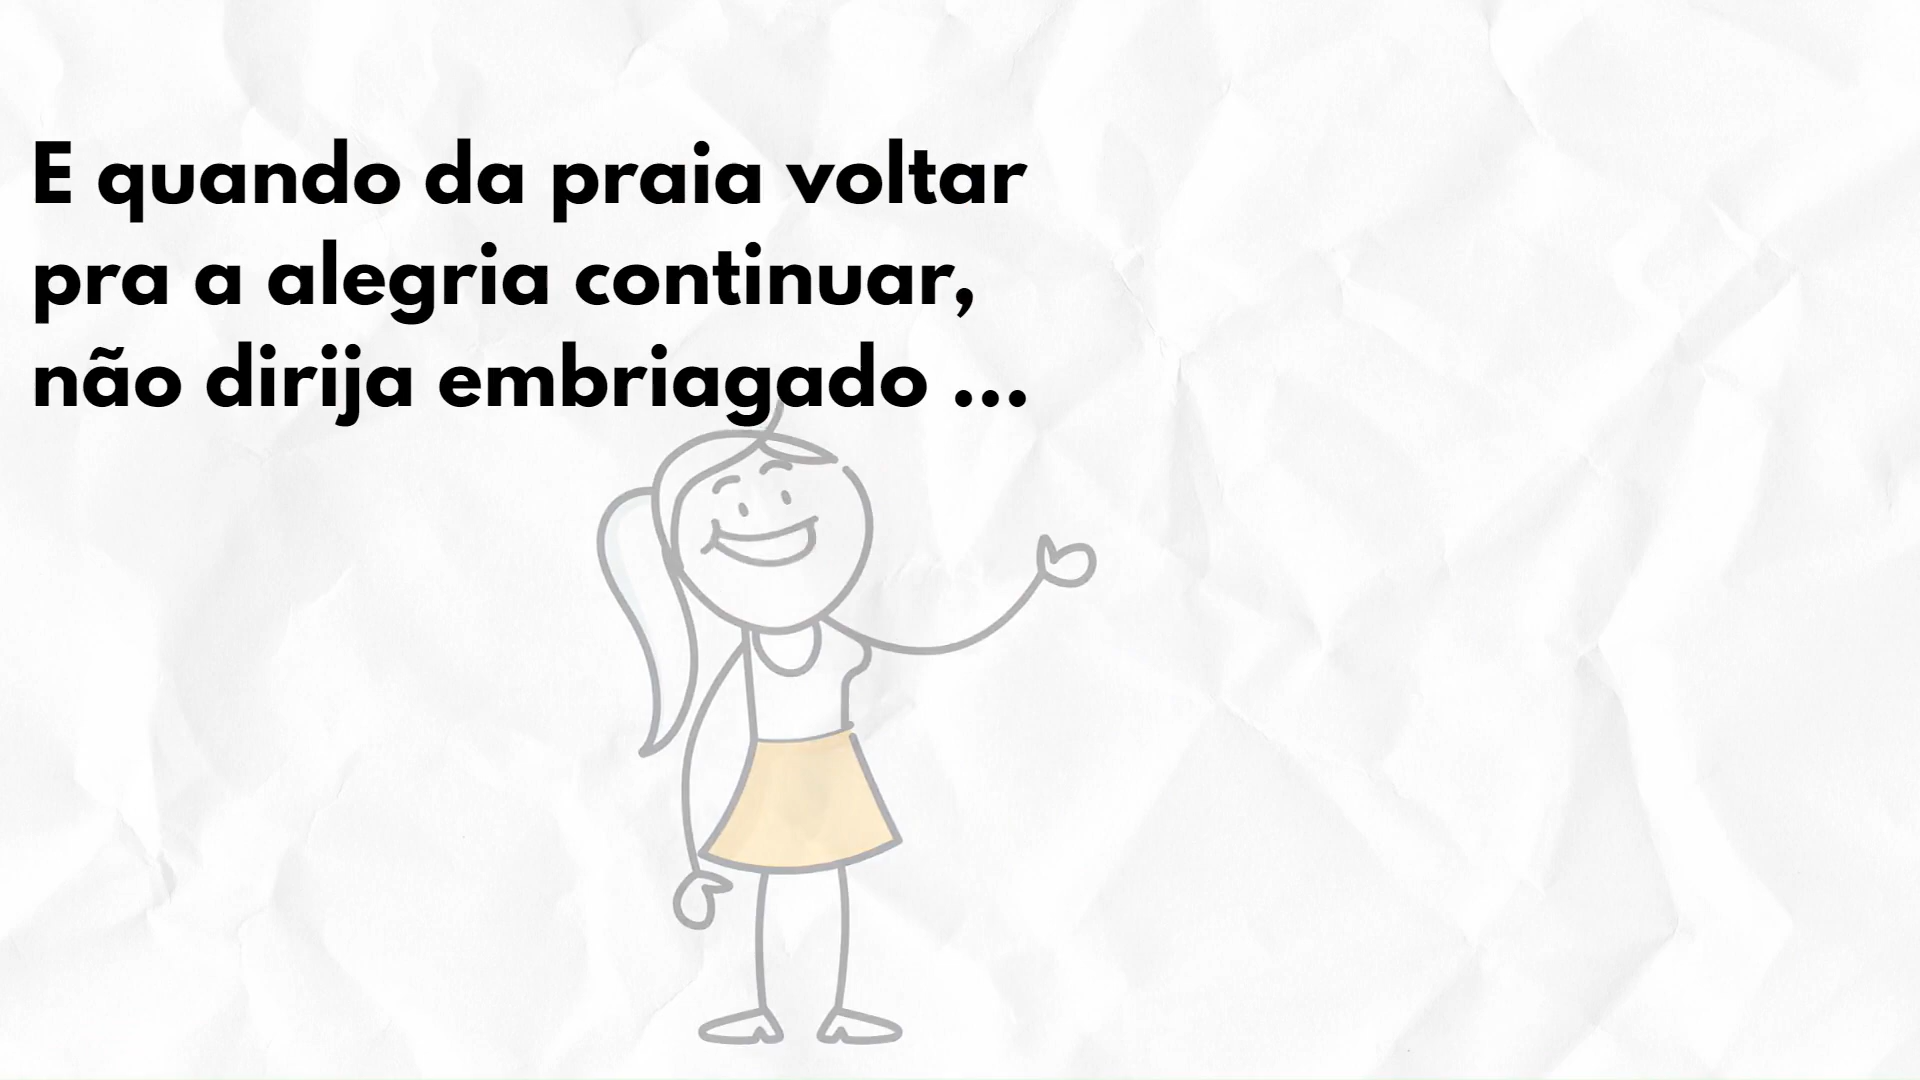 E quando da praia voltar
pra a alegria continuar,
não dirija embriagado ...